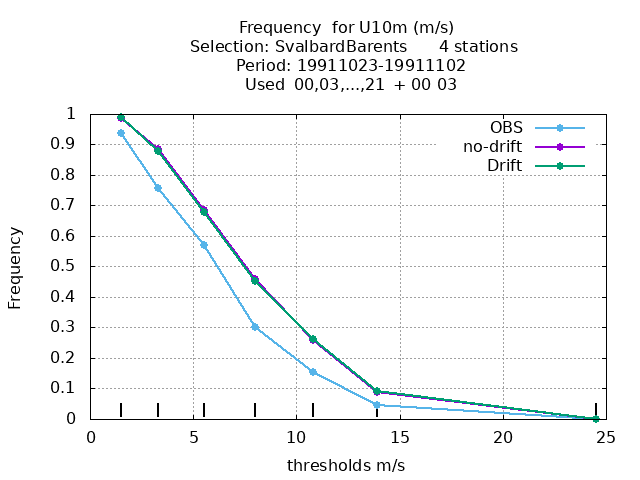 Frequency  for U10m (m/s)
Selection: SvalbardBarents      4 stations
Period: 19911023-19911102
Used  00,03,...,21  + 00 03
OBS
no-drift
Drift
Frequency
1
0.9
0.8
0.7
0.6
0.5
0.4
0.3
0.2
0.1
0
0 5 10 15 20 25
thresholds m/s